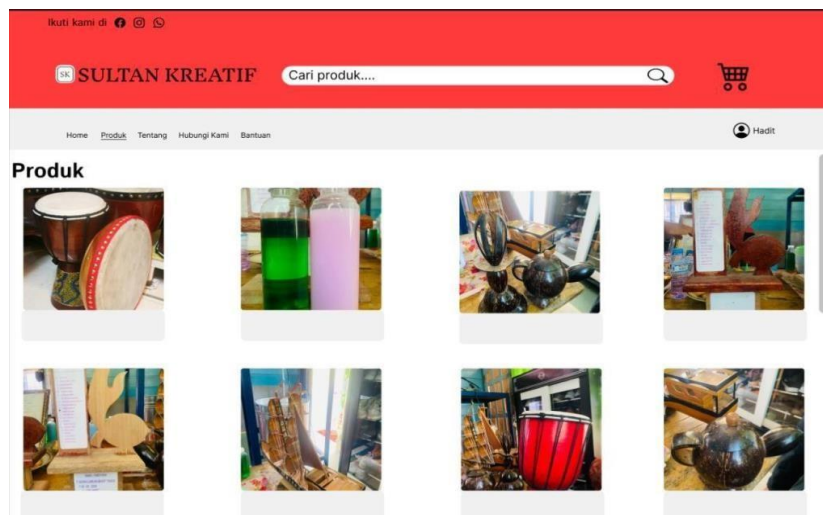 Ikuti kami di
SK SULTAN KREATIF
Cari produk....
Home Produk Tentang Hubungi Kami Bantuan
Hadit
Produk